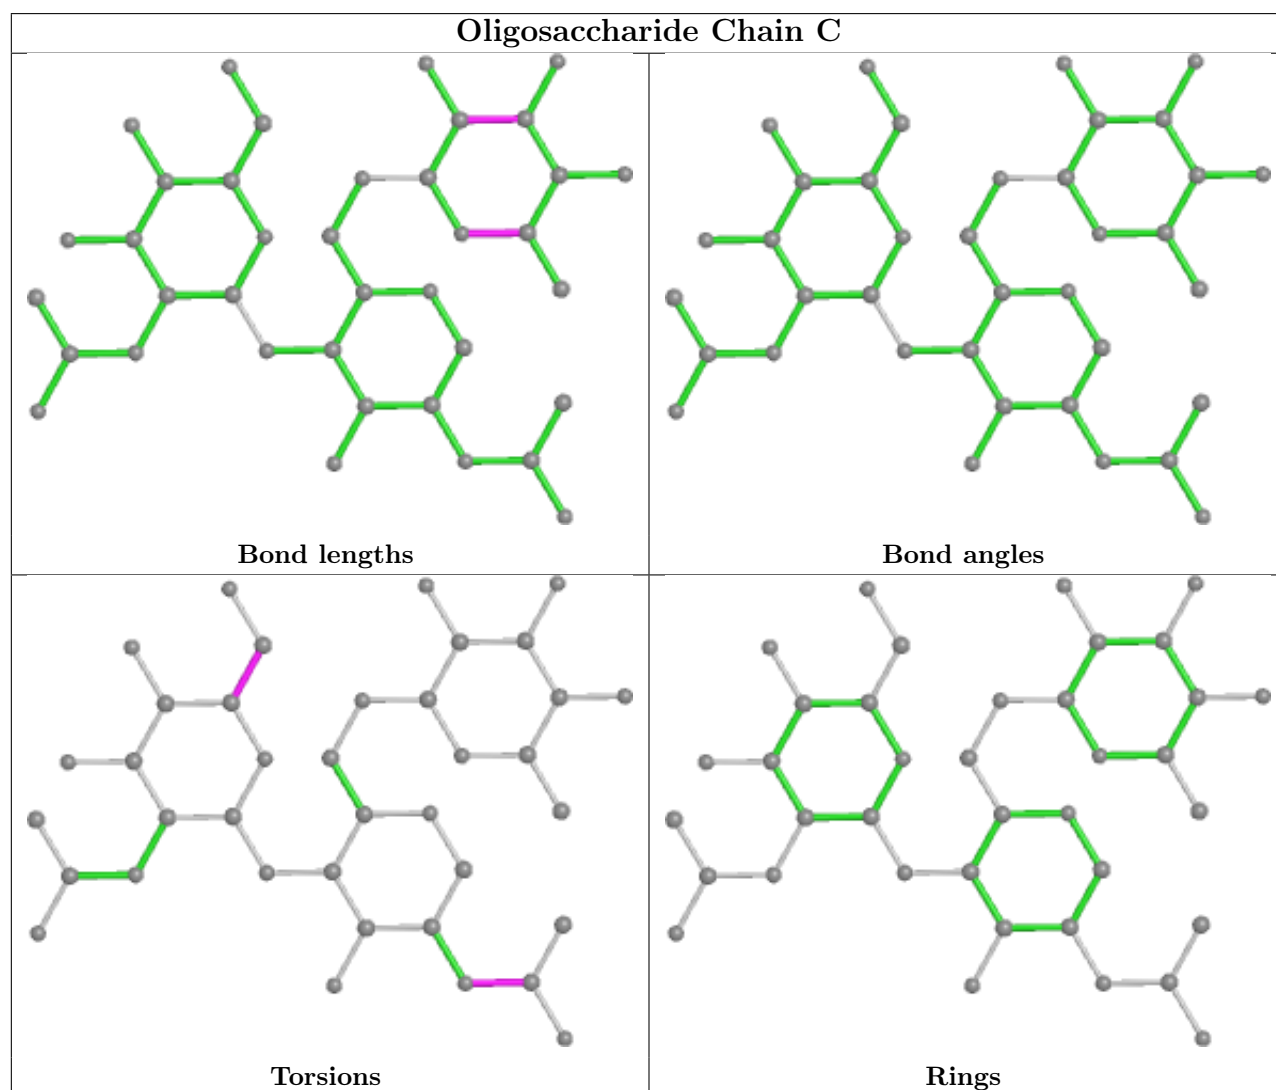 Oligosaccharide Chain C
Bond lengths
Bond angles
Torsions
Rings